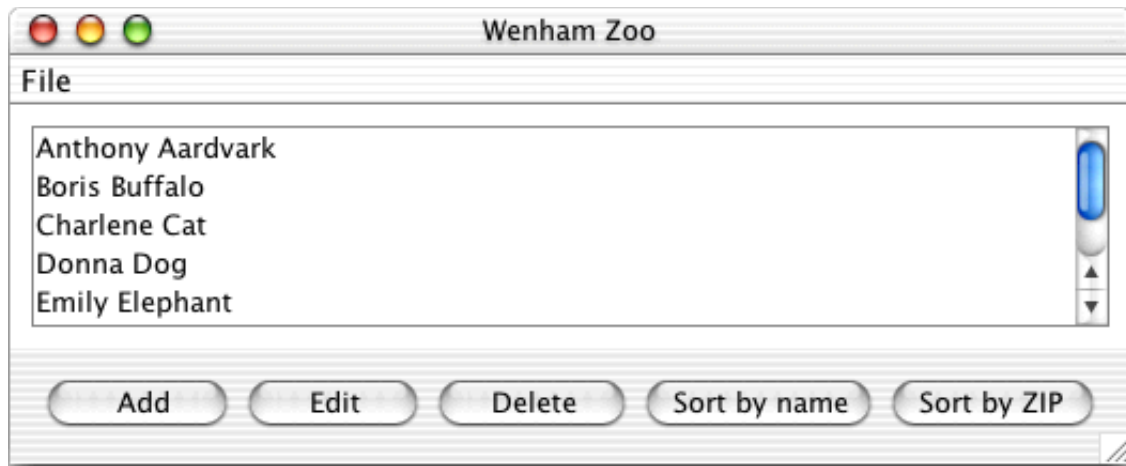 Wenham Zoo
File
Anthony Aardvark
Boris Buffalo
Charlene Cat
Donna Dog
Emily Elephant
Add Edit Delete Sort by name Sort by ZIP